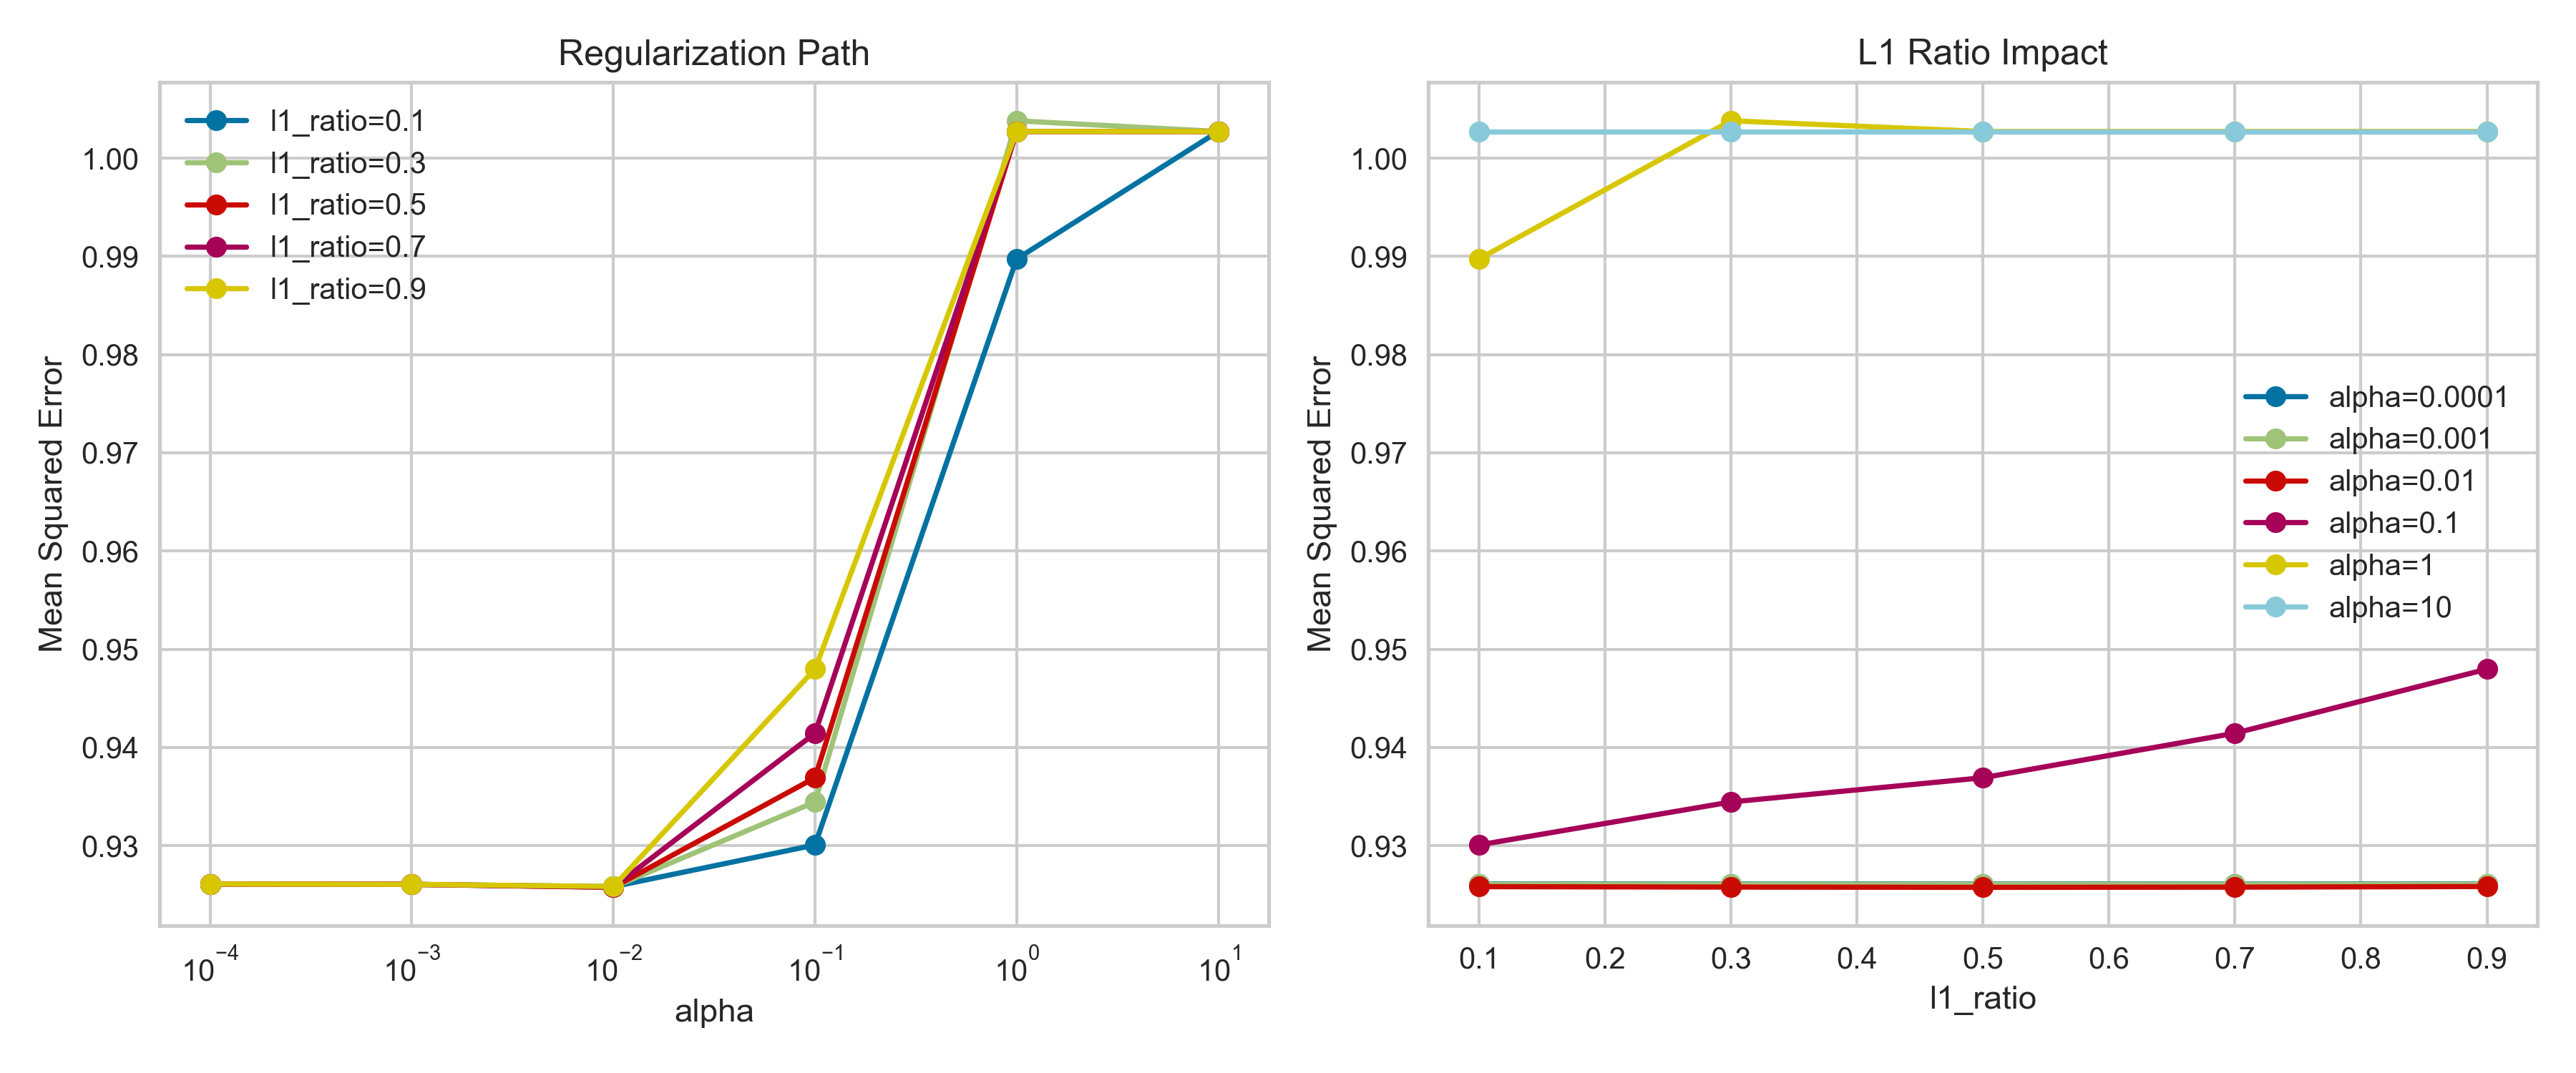 Regularization Path
l1_ratio=0.1
l1_ratio=0.3
l1_ratio=0.5
l1_ratio=0.7
l1_ratio=0.9
1.00
0.99
0.98
0.97
0.96
0.95
0.94
0.93
Mean Squared Error
10⁻⁴ 10⁻³ 10⁻² 10⁻¹ 10⁰ 10¹
alpha
L1 Ratio Impact
1.00
0.99
0.98
0.97
0.96
0.95
0.94
0.93
Mean Squared Error
alpha=0.0001
alpha=0.001
alpha=0.01
alpha=0.1
alpha=1
alpha=10
0.1 0.2 0.3 0.4 0.5 0.6 0.7 0.8 0.9
l1_ratio